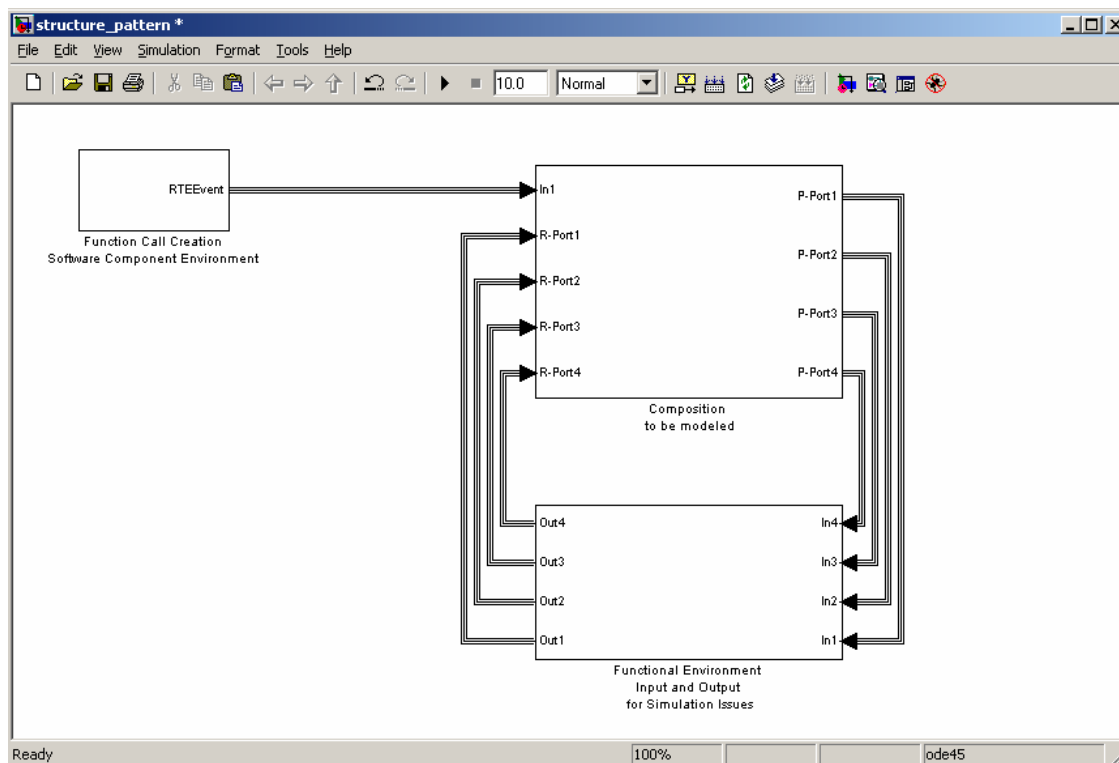 structure_pattern *
File Edit View Simulation Format Tools Help
10.0 Normal
RTEEvent
Function Call Creation
Software Component Environment
In1
R-Port1
R-Port2
R-Port3
R-Port4
P-Port1
P-Port2
P-Port3
P-Port4
Composition
to be modeled
Out4
Out3
Out2
Out1
In4
In3
In2
In1
Functional Environment
Input and Output
for Simulation Issues
Ready 100% ode45